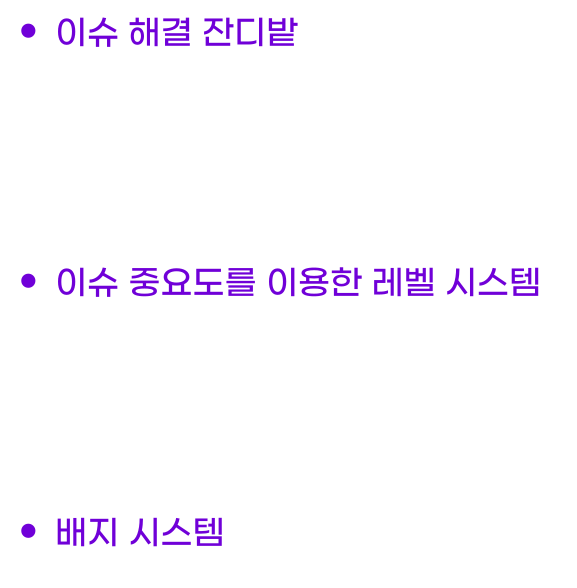 • 이슈 해결 잔디밭
• 이슈 중요도를 이용한 레벨 시스템
• 배지 시스템